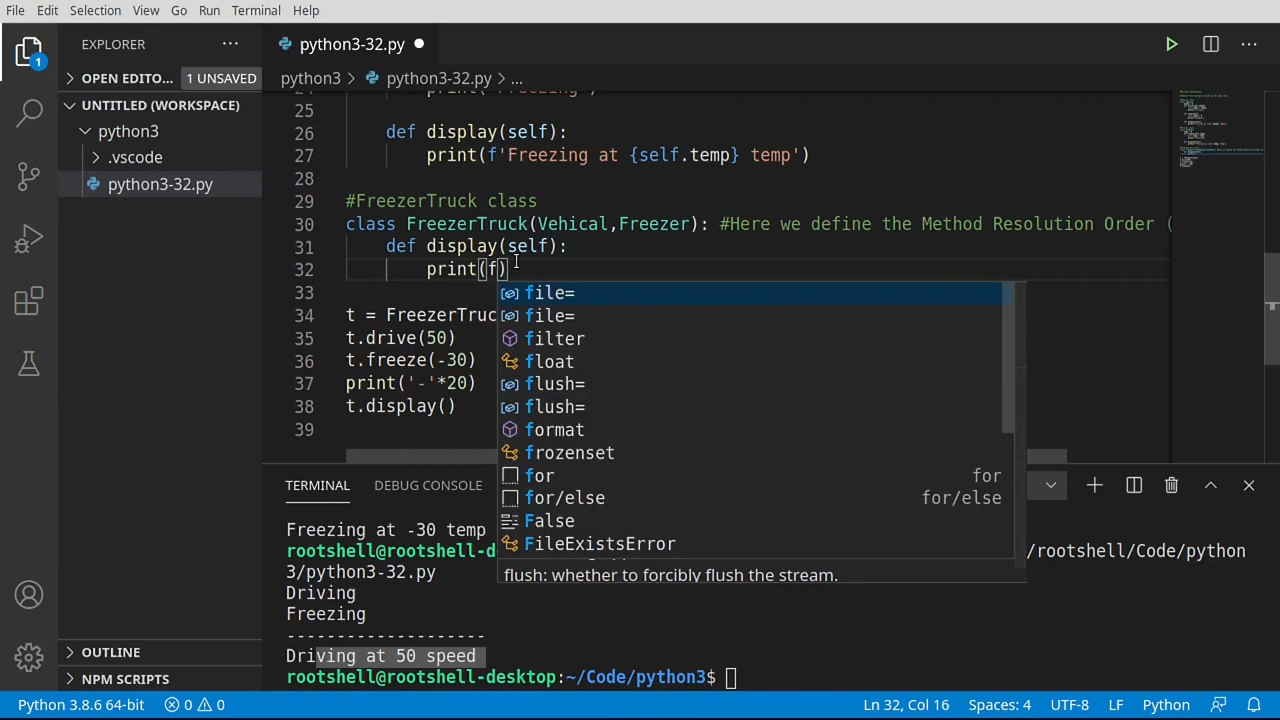 File Edit Selection View Go Run Terminal Help
EXPLORER ...
python3-32.py
1
OPEN EDITO... 1 UNSAVED
python3 > python3-32.py > ...
UNTITLED (WORKSPACE)
python3
.vscode
python3-32.py
25
26 def display(self):
27 print(f'Freezing at {self.temp} temp')
28
29 #FreezerTruck class
30 class FreezerTruck(Vehical,Freezer): #Here we define the Method Resolution Order (
31 def display(self):
32 print(f)
33
34 t = FreezerTruc
35 t.drive(50)
36 t.freeze(-30)
37 print('-'*20)
38 t.display()
39
file=
file=
filter
float
flush=
flush=
format
frozenset
for for
for/else for/else
False
FileExistsError
flush: whether to forcibly flush the stream.
TERMINAL DEBUG CONSOLE
Freezing at -30 temp
rootshell@rootshell-d
/rootshell/Code/python
3/python3-32.py
Driving
Freezing
--------------------
Driving at 50 speed
rootshell@rootshell-desktop:~/Code/python3$
OUTLINE
NPM SCRIPTS
Python 3.8.6 64-bit 0 0 Ln 32, Col 16 Spaces: 4 UTF-8 LF Python